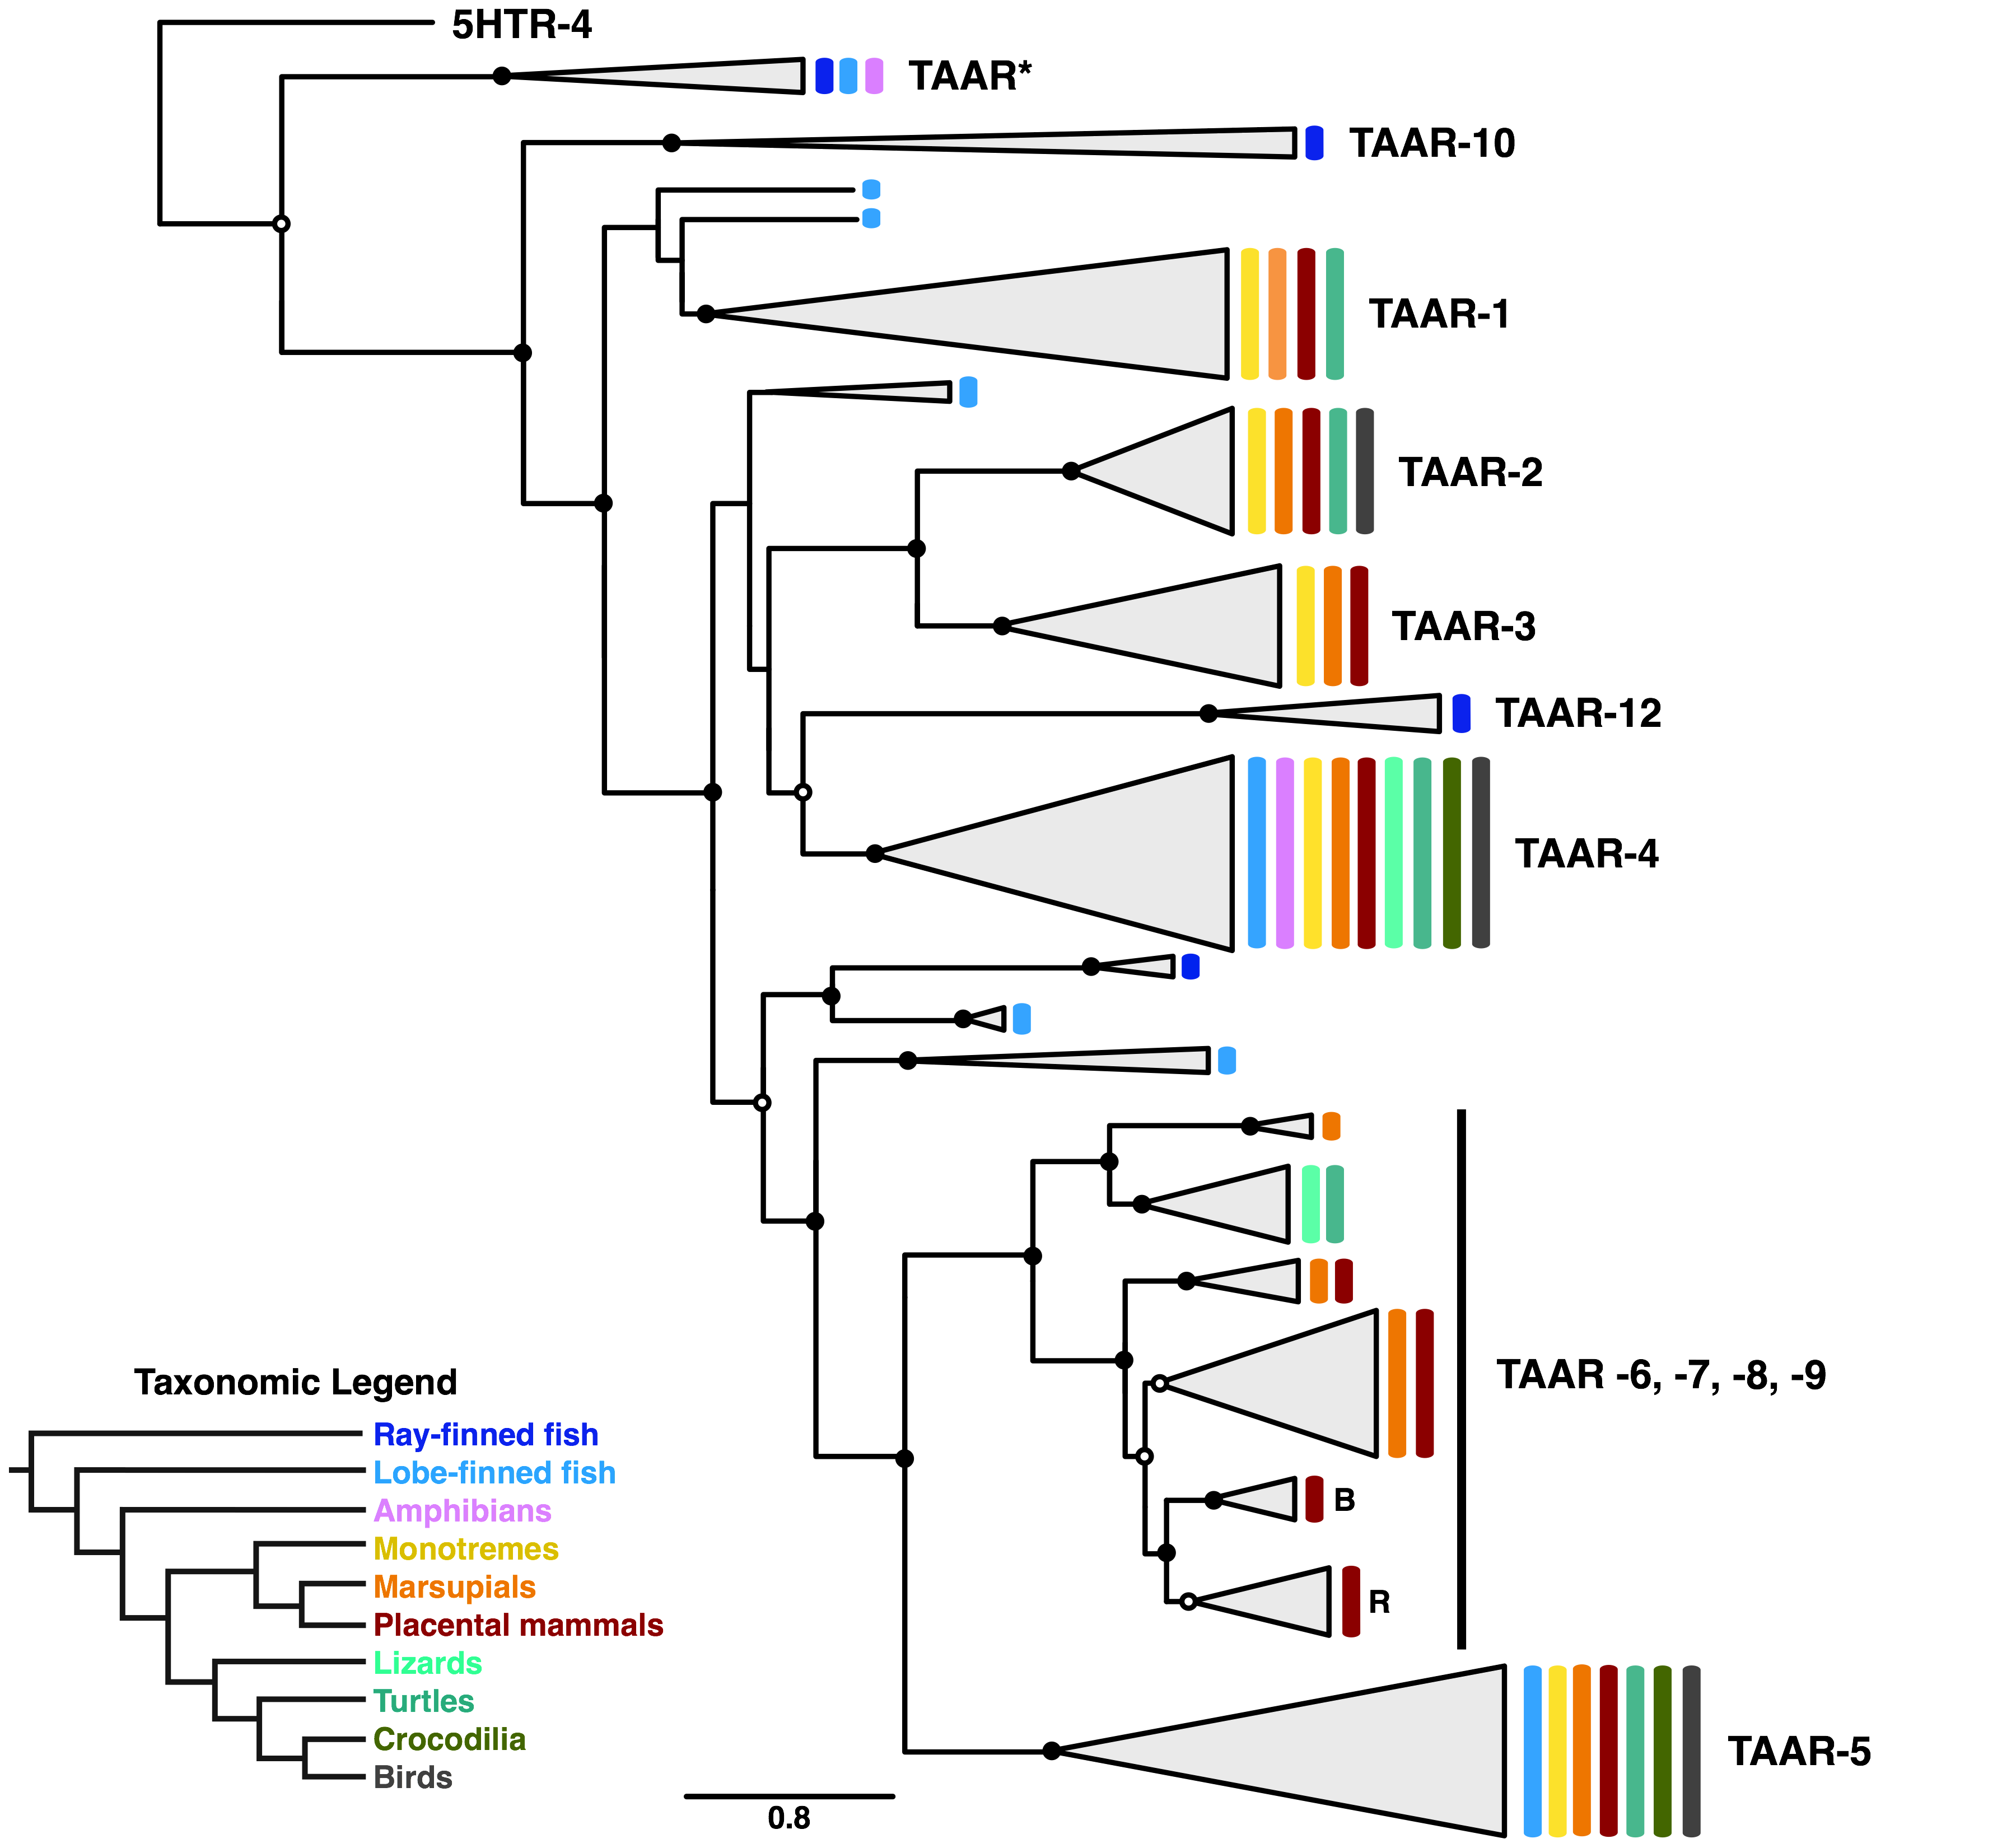 5HTR-4
TAAR*
TAAR-10
TAAR-1
TAAR-2
TAAR-3
TAAR-12
TAAR-4
TAAR -6, -7, -8, -9
B
R
TAAR-5
Taxonomic Legend
Ray-finned fish
Lobe-finned fish
Amphibians
Monotremes
Marsupials
Placental mammals
Lizards
Turtles
Crocodilia
Birds
0.8